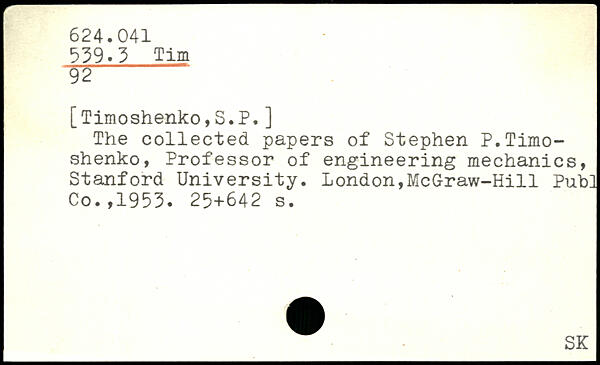 624.041
539.3 Tim
92
[Timoshenko,S.P.]
The collected papers of Stephen P.Timo-
shenko, Professor of engineering mechanics,
Stanford University. London,McGraw-Hill Publ
Co.,1953. 25+642 s.
SK